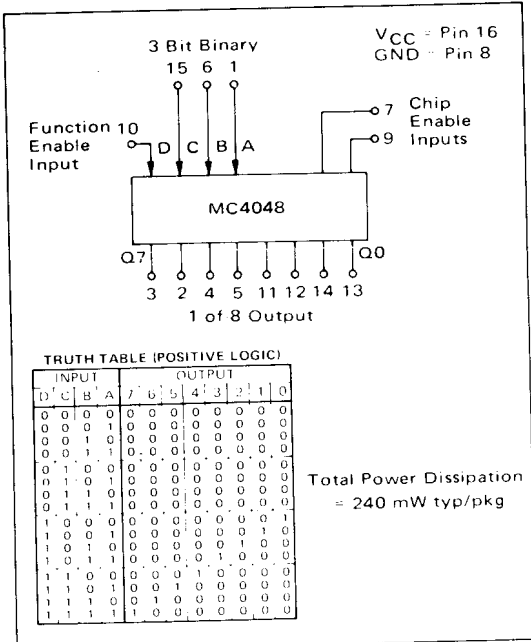 3 Bit Binary
15 6 1
V_CC = Pin 16
GND = Pin 8
Function 10
Enable
Input
D C B A
7 Chip
Enable
9 Inputs
MC4048
Q7 Q0
3 2 4 5 11 12 14 13
1 of 8 Output
TRUTH TABLE (POSITIVE LOGIC)
INPUT OUTPUT
D C B A 7 6 5 4 3 2 1 0
0 0 0 0 0 0 0 0 0 0 0 0
0 0 0 1 0 0 0 0 0 0 0 0
0 0 1 0 0 0 0 0 0 0 0 0
0 0 1 1 0 0 0 0 0 0 0 0
0 1 0 0 0 0 0 0 0 0 0 0
0 1 0 1 0 0 0 0 0 0 0 0
0 1 1 0 0 0 0 0 0 0 0 0
0 1 1 1 0 0 0 0 0 0 0 0
1 0 0 0 0 0 0 0 0 0 0 1
1 0 0 1 0 0 0 0 0 0 1 0
1 0 1 0 0 0 0 0 0 1 0 0
1 0 1 1 0 0 0 0 1 0 0 0
1 1 0 0 0 0 0 1 0 0 0 0
1 1 0 1 0 0 1 0 0 0 0 0
1 1 1 0 0 1 0 0 0 0 0 0
1 1 1 1 1 0 0 0 0 0 0 0
Total Power Dissipation
= 240 mW typ/pkg